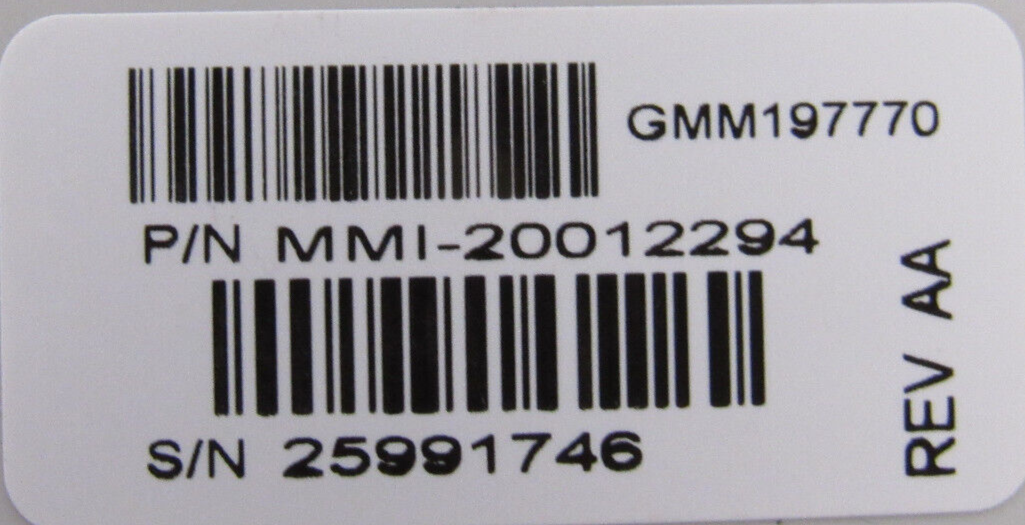 GMM197770
P/N MMI-20012294
S/N 25991746
REV AA